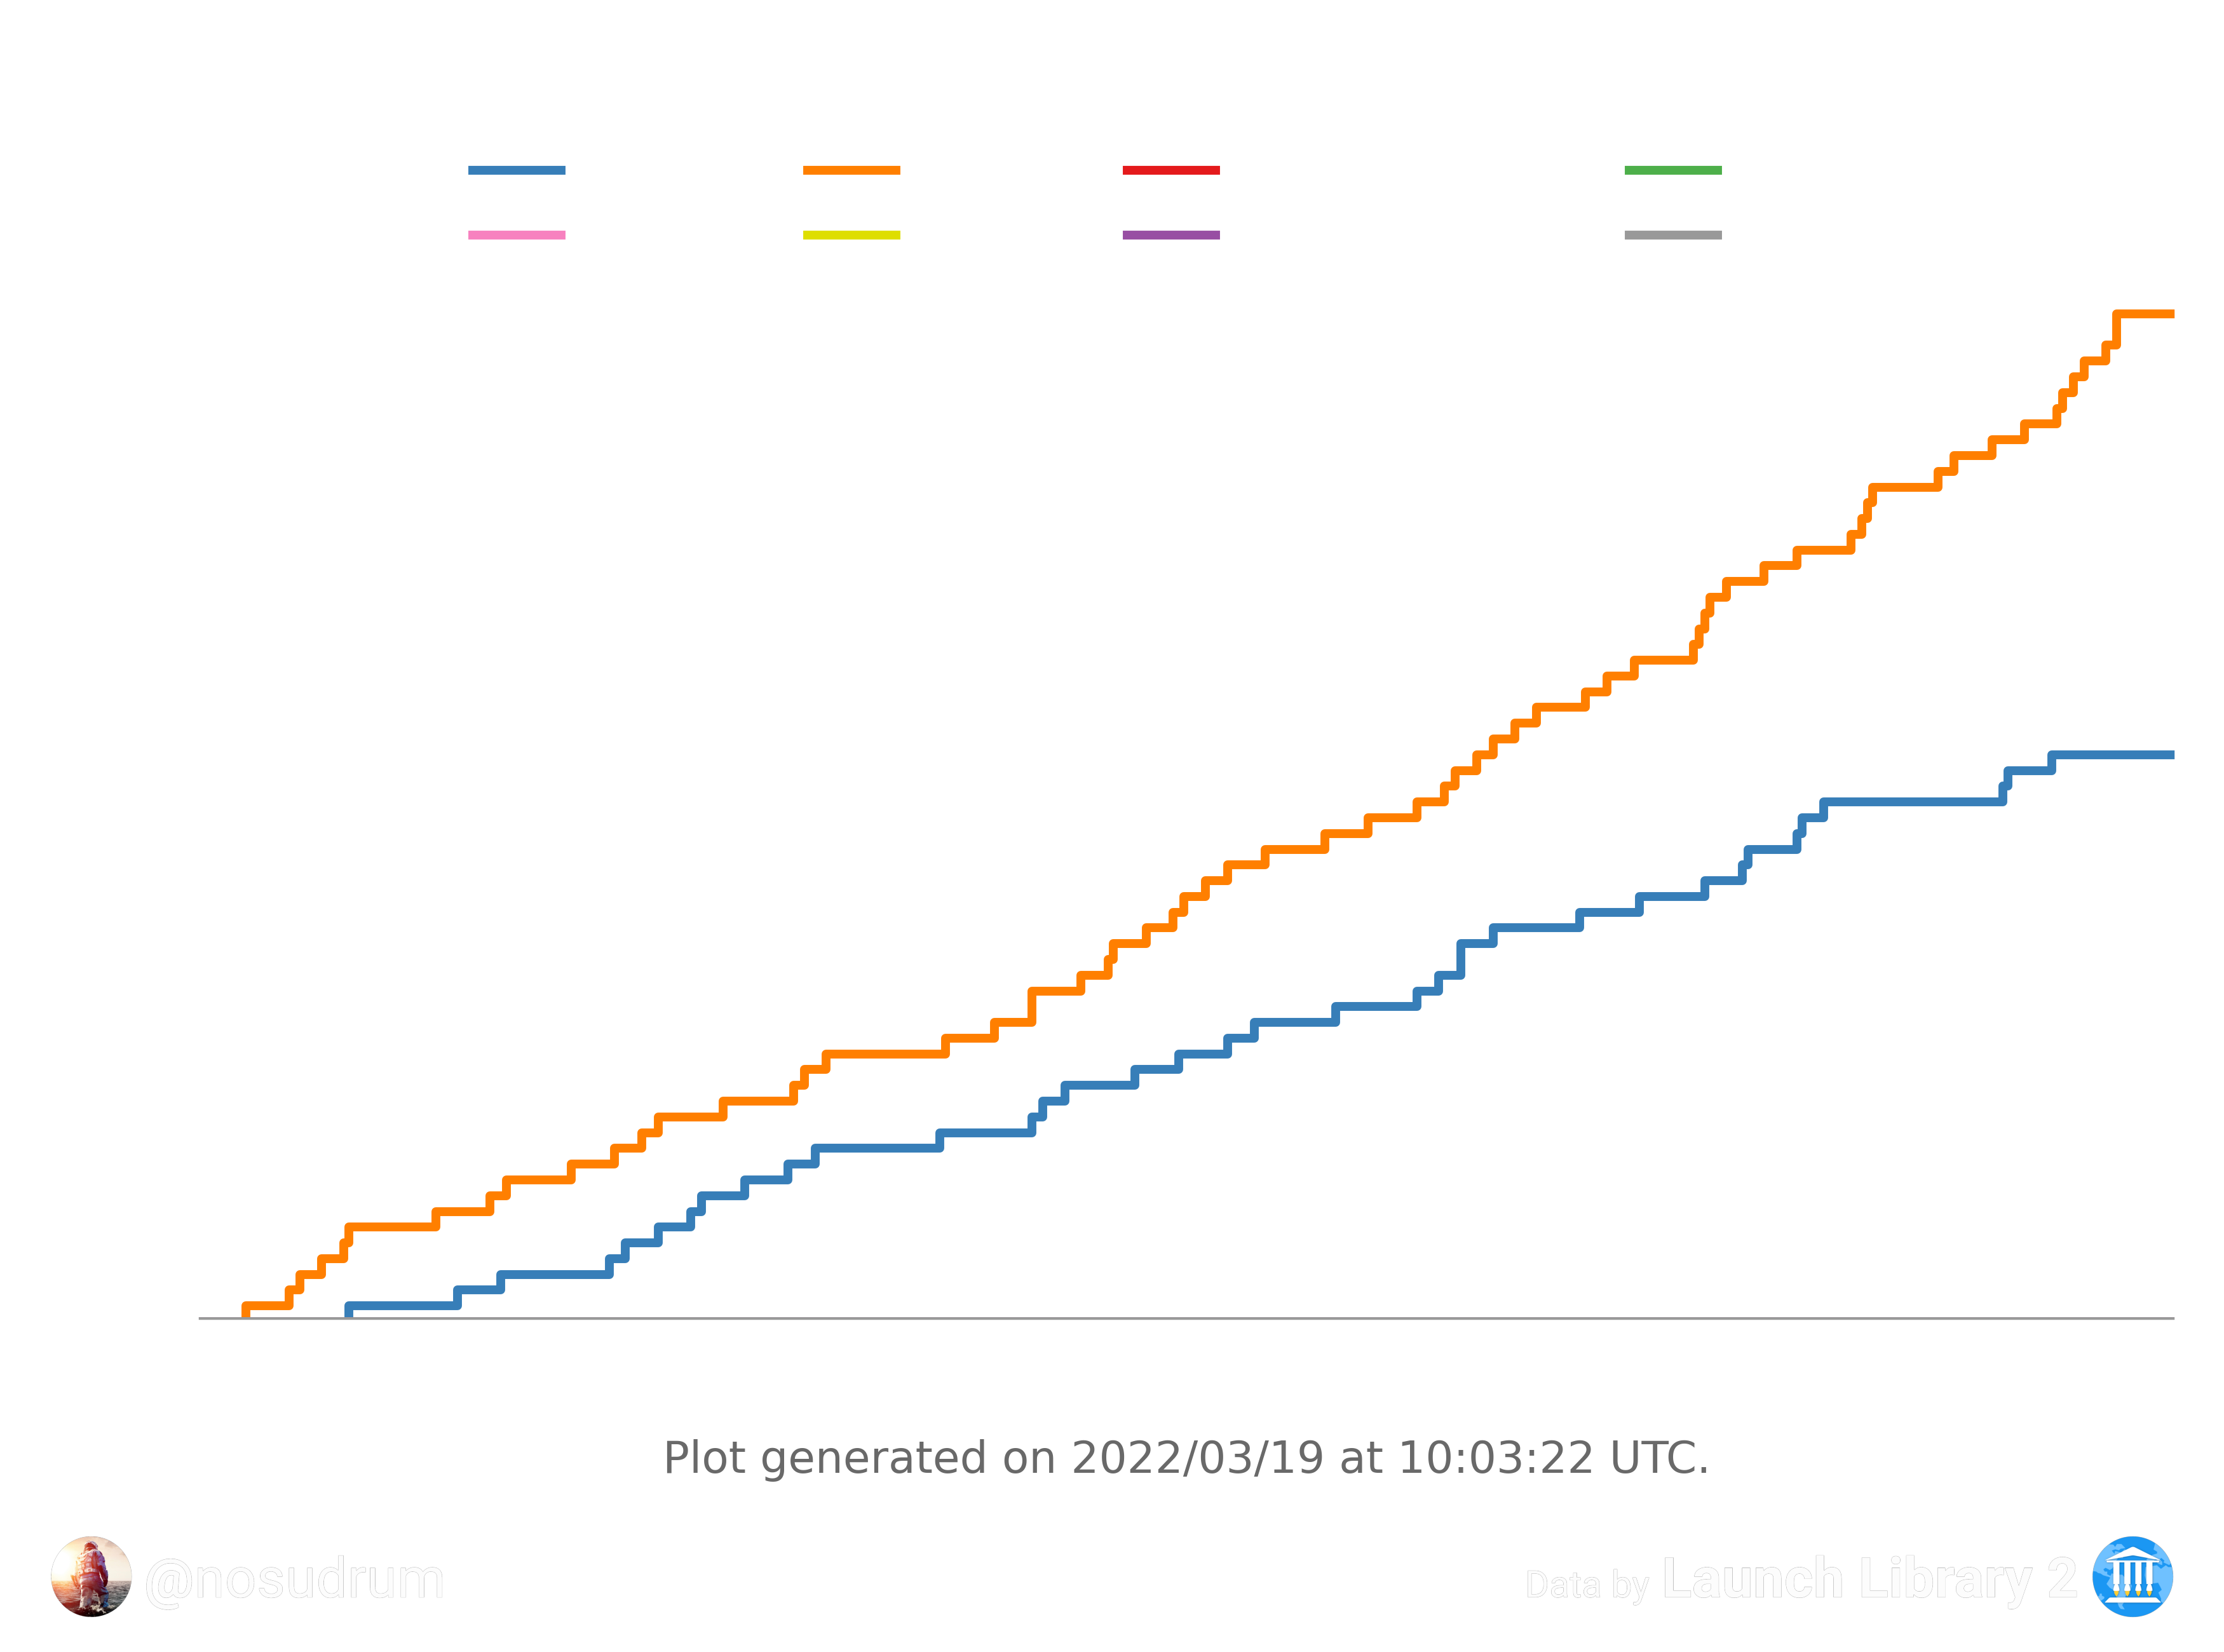 Plot generated on 2022/03/19 at 10:03:22 UTC.
@nosudrum
Data by Launch Library 2